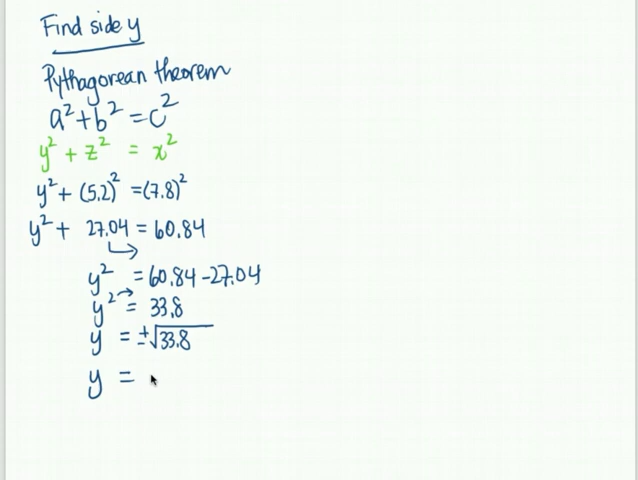 Find side y
Pythagorean theorem
a² + b² = c²
y² + z² = x²
y² + (5.2)² = (7.8)²
y² + 27.04 = 60.84
y² = 60.84 - 27.04
y² = 33.8
y = ±√33.8
y =